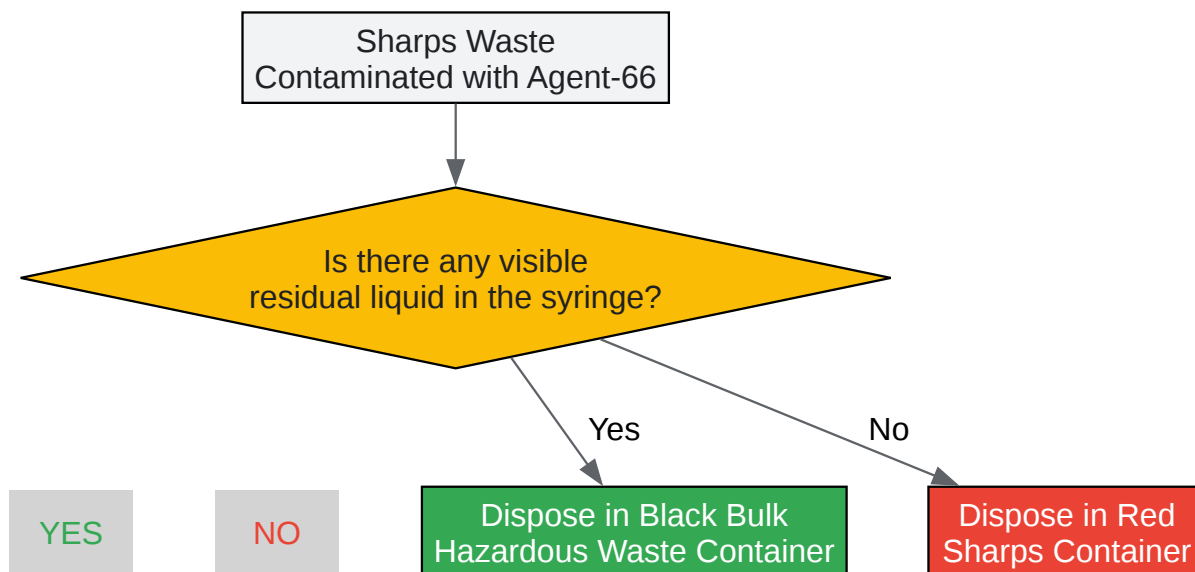 Sharps Waste
Contaminated with Agent-66
Is there any visible
residual liquid in the syringe?
Yes
No
YES
NO
Dispose in Black Bulk
Hazardous Waste Container
Dispose in Red
Sharps Container